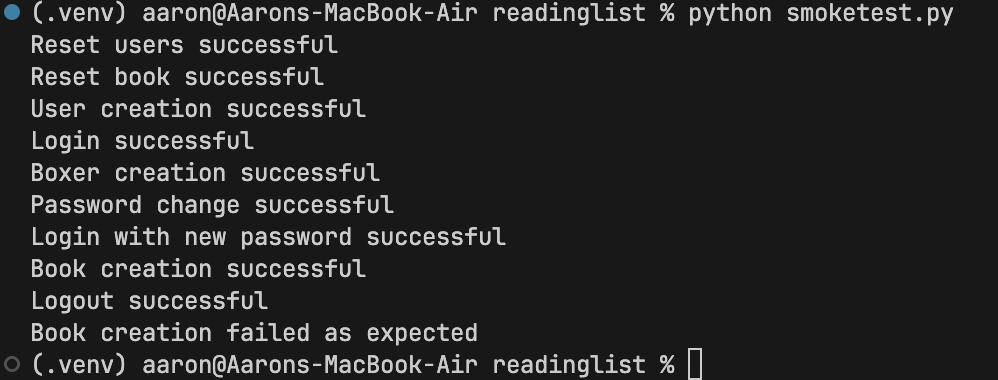 (.venv) aaron@Aarons-MacBook-Air readinglist % python smoketest.py
Reset users successful
Reset book successful
User creation successful
Login successful
Boxer creation successful
Password change successful
Login with new password successful
Book creation successful
Logout successful
Book creation failed as expected
(.venv) aaron@Aarons-MacBook-Air readinglist %